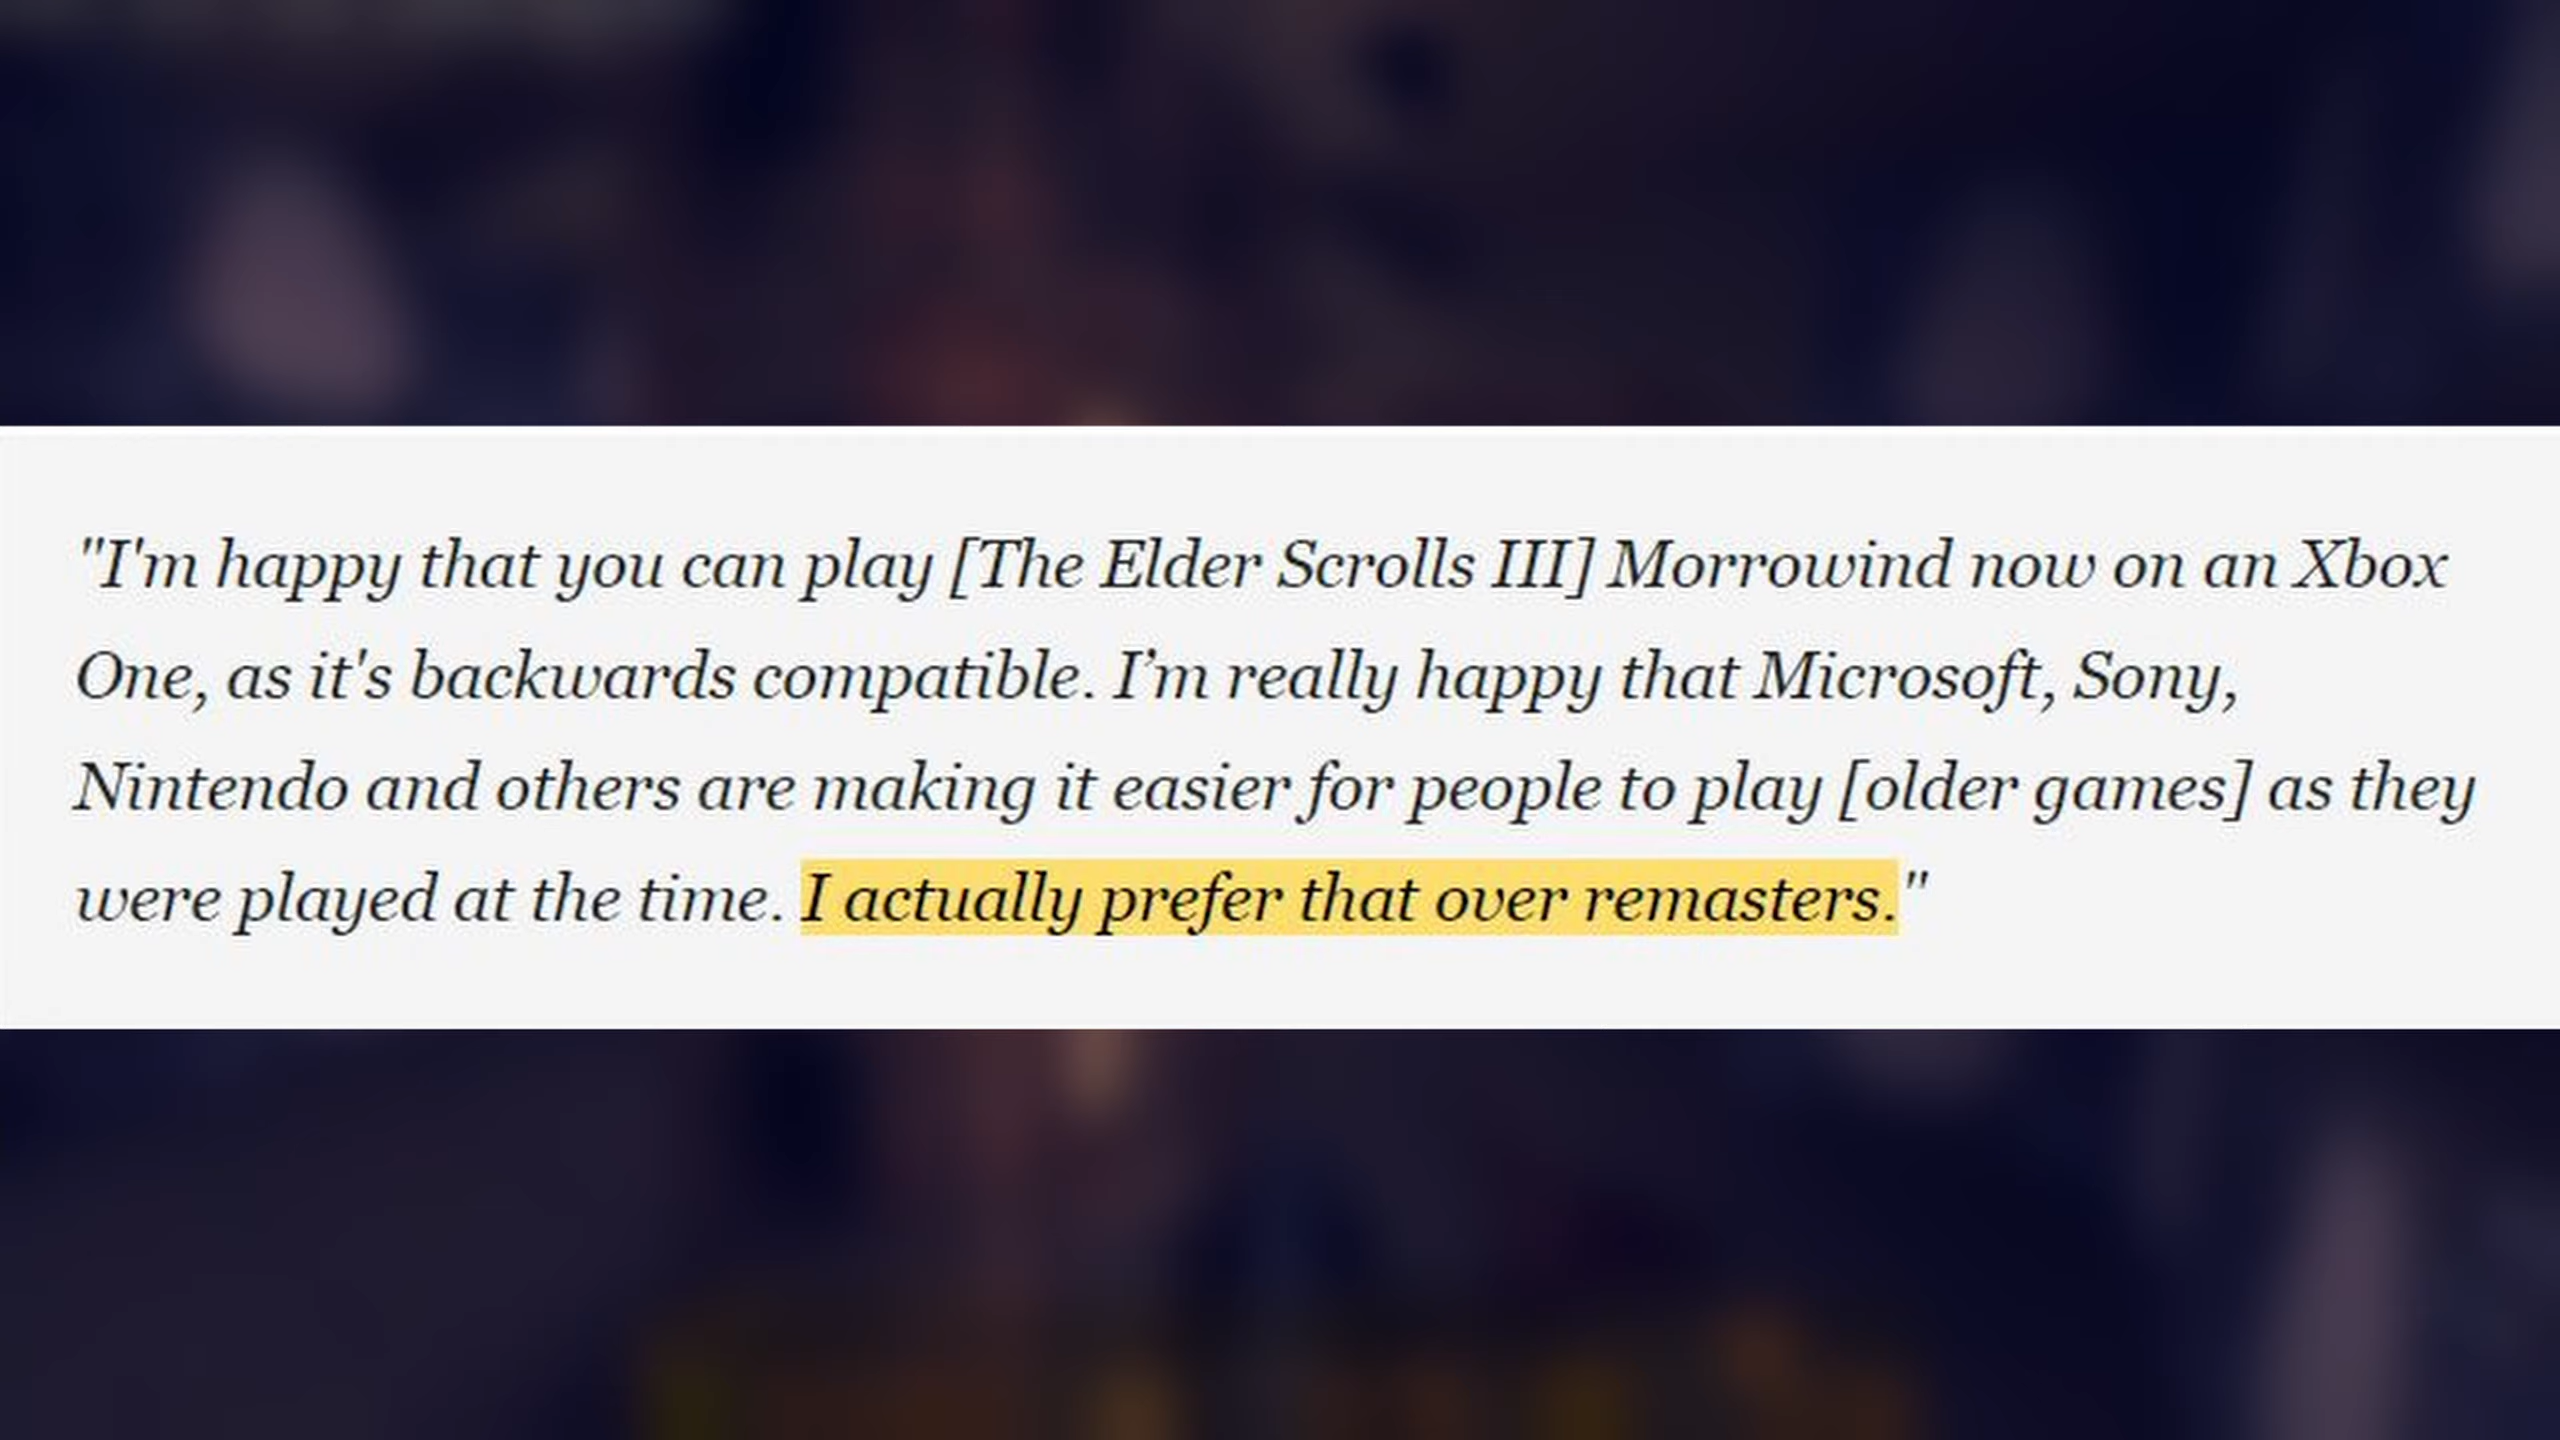 "I'm happy that you can play [The Elder Scrolls III] Morrowind now on an Xbox
One, as it's backwards compatible. I’m really happy that Microsoft, Sony,
Nintendo and others are making it easier for people to play [older games] as they
were played at the time. I actually prefer that over remasters."